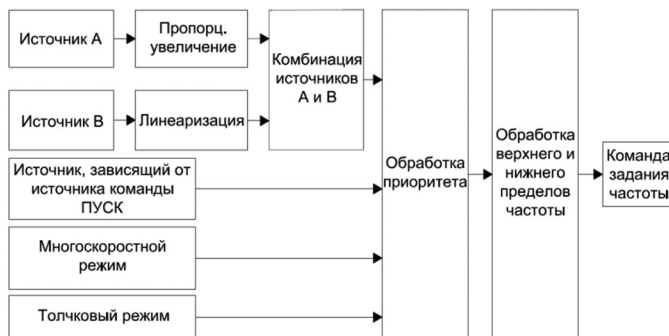 Источник А
Пропорц.
увеличение
Комбинация
источников
А и В
Источник В
Линеаризация
Источник, зависящий от
источника команды
ПУСК
Многоскоростной
режим
Толчковый режим
Обработка
приоритета
Обработка
верхнего и
нижнего
пределов
частоты
Команда
задания
частоты